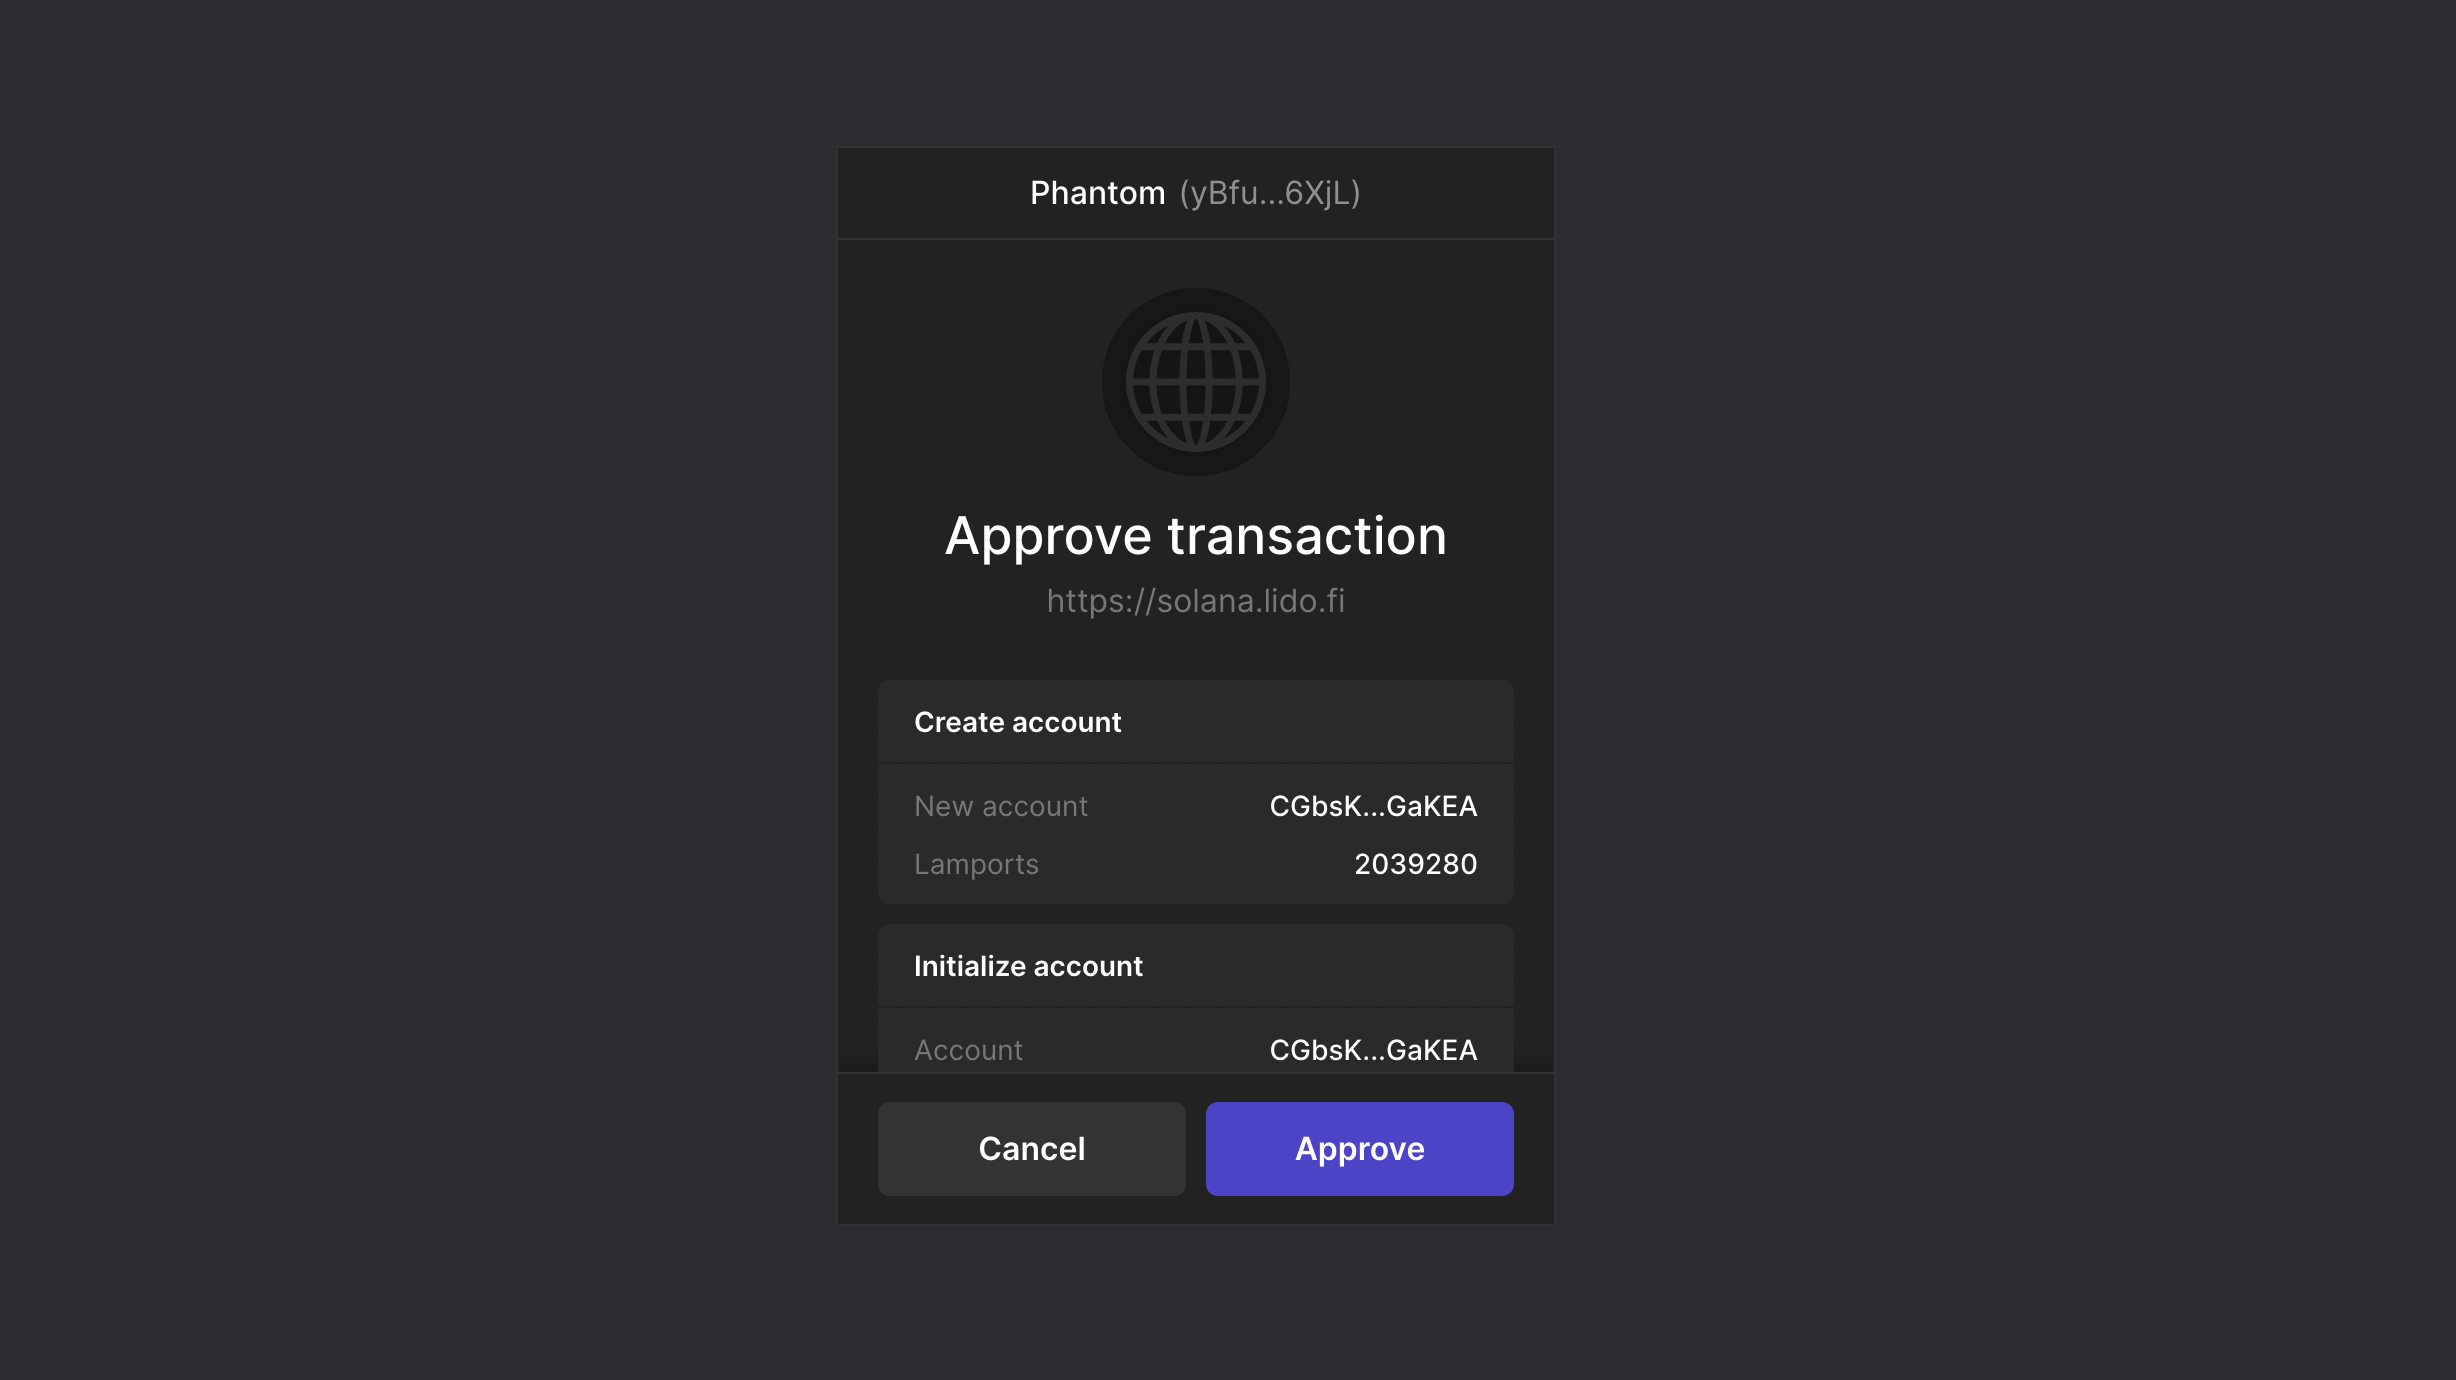 Phantom (yBfu...6XjL)
Approve transaction
https://solana.lido.fi
Create account
New account CGbsK...GaKEA
Lamports 2039280
Initialize account
Account CGbsK...GaKEA
Cancel Approve